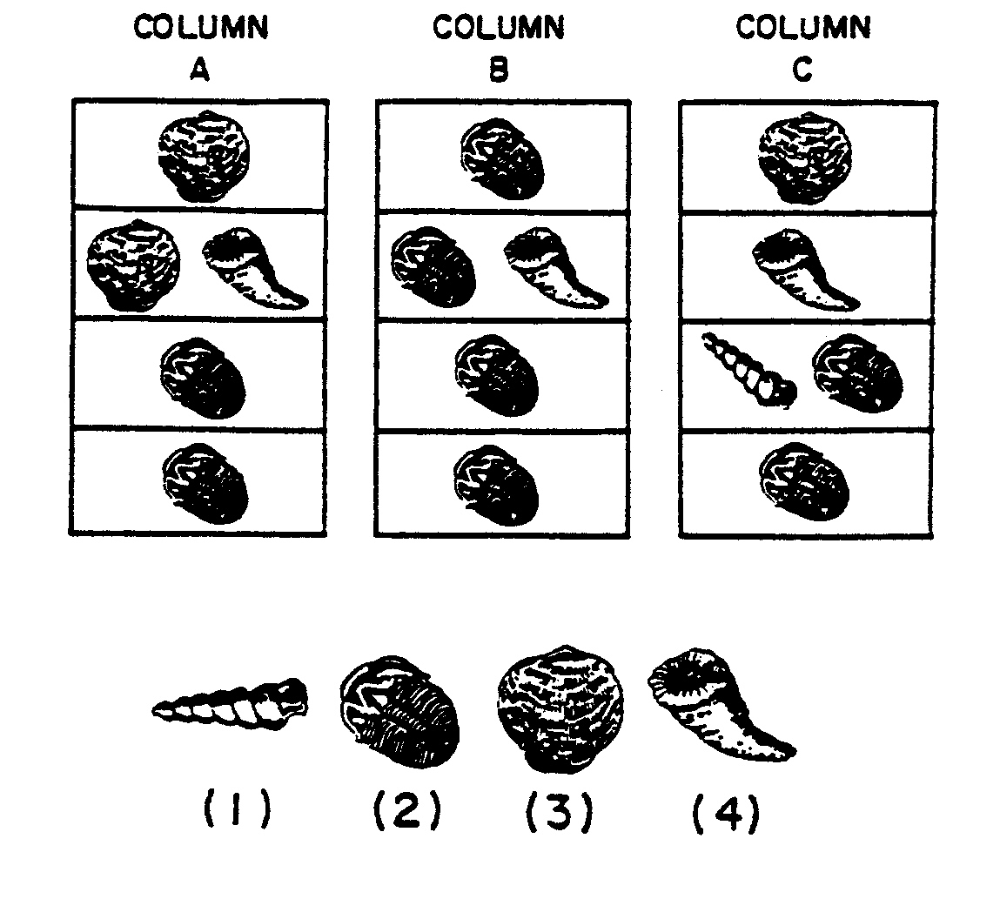 COLUMN COLUMN COLUMN
A B C
(1) (2) (3) (4)